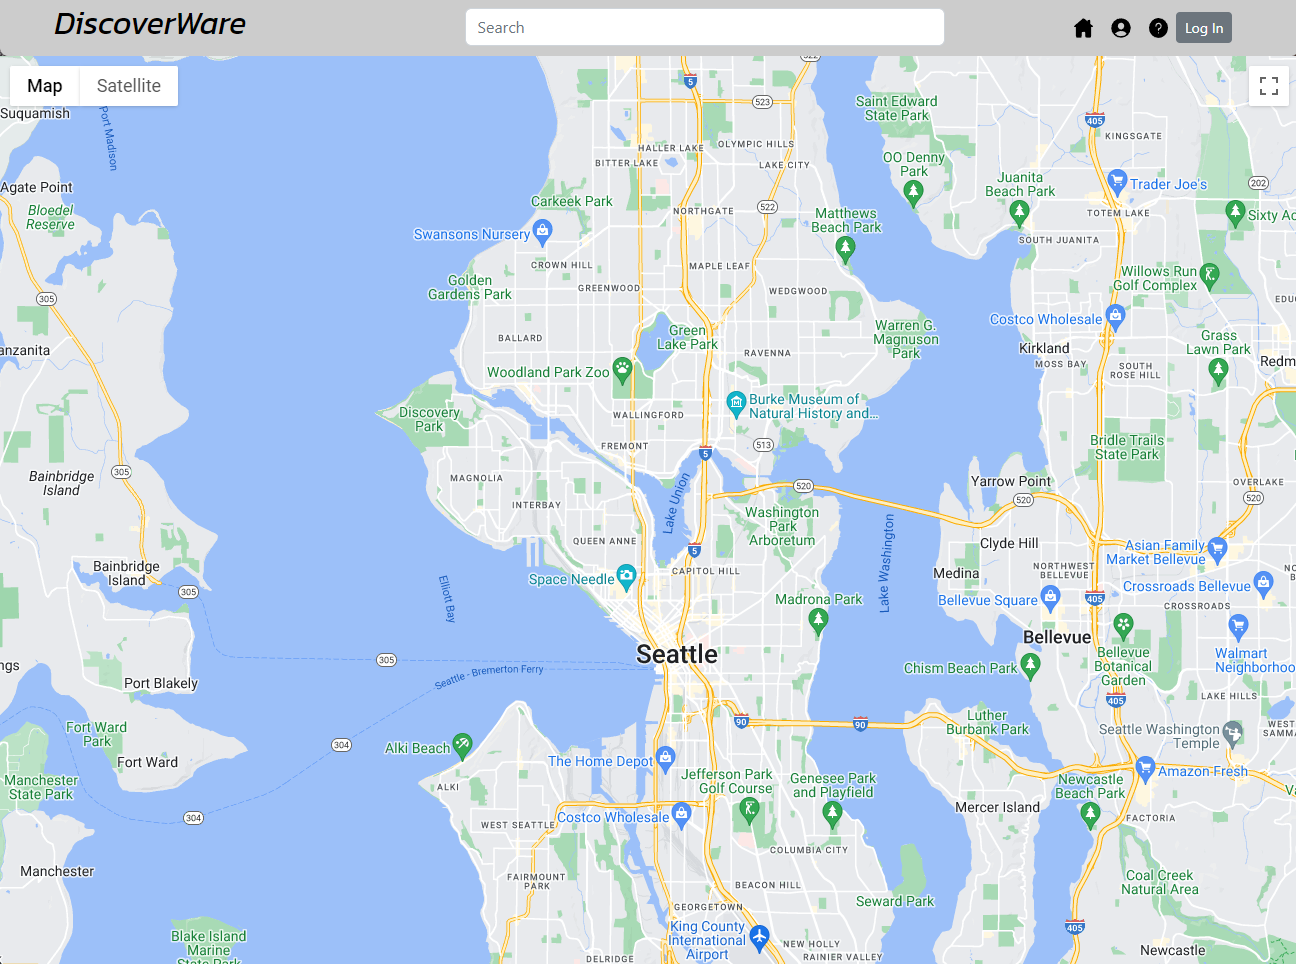 DiscoverWare
Search
Log In
Map
Satellite
Suquamish
Port Madison
Agate Point
Bloedel
Reserve
305
anzanita
305
Bainbridge
Island
Bainbridge
Island
305
305
Port Blakely
Fort Ward
Park
Fort Ward
304
304
Manchester
State Park
Manchester
Blake Island
Marine
State Park
ngs
Elliott Bay
Seattle - Bremerton Ferry
5
522
523
HALLER LAKE
OLYMPIC HILLS
BITTER LAKE
LAKE CITY
Carkeek Park
NORTHGATE
522
Swansons Nursery
CROWN HILL
MAPLE LEAF
Golden
Gardens Park
GREENWOOD
WEDGWOOD
Matthews
Beach Park
BALLARD
Green
Lake Park
RAVENNA
Warren G.
Magnuson
Park
Woodland Park Zoo
Discovery
Park
WALLINGFORD
Burke Museum of
Natural History and...
FREMONT
5
513
MAGNOLIA
INTERBAY
Lake Union
520
QUEEN ANNE
Washington
Park
Arboretum
5
Space Needle
CAPITOL HILL
Madrona Park
Lake Washington
Seattle
90
90
Alki Beach
ALKI
The Home Depot
Jefferson Park
Golf Course
Genesee Park
and Playfield
WEST SEATTLE
Costco Wholesale
COLUMBIA CITY
FAIRMOUNT
PARK
BEACON HILL
Seward Park
GEORGETOWN
King County
International
Airport
NEW HOLLY
RAINIER VALLEY
DELRIDGE
Saint Edward
State Park
405
KINGSGATE
OO Denny
Park
Juanita
Beach Park
Trader Joe's
202
TOTEM LAKE
SOUTH JUANITA
Sixty Ac
Willows Run
Golf Complex
EDU
Costco Wholesale
Kirkland
MOSS BAY
Grass
Lawn Park
SOUTH
ROSE HILL
Redm
Bridle Trails
State Park
Yarrow Point
520
OVERLAKE
520
Clyde Hill
Asian Family
Market Bellevue
Medina
NORTHWEST
BELLEVUE
Crossroads Bellevue
Bellevue Square
405
CROSSROADS
Bellevue
Bellevue
Botanical
Garden
Walmart
Neighborhoo
Chism Beach Park
405
LAKE HILLS
Luther
Burbank Park
Seattle Washington
Temple
WEST
SAMMA
Newcastle
Beach Park
Amazon Fresh
Va
Mercer Island
FACTORIA
Coal Creek
Natural Area
405
Newcastle